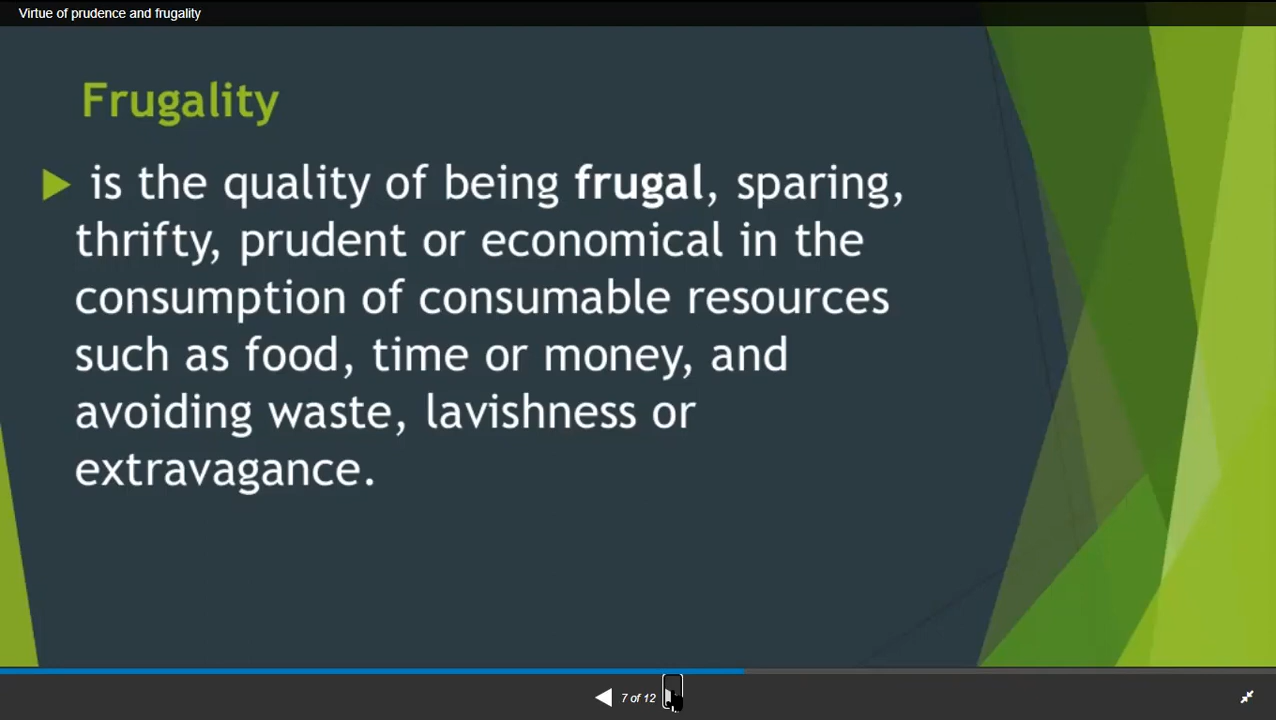 Virtue of prudence and frugality
Frugality
is the quality of being frugal, sparing,
thrifty, prudent or economical in the
consumption of consumable resources
such as food, time or money, and
avoiding waste, lavishness or
extravagance.
7 of 12